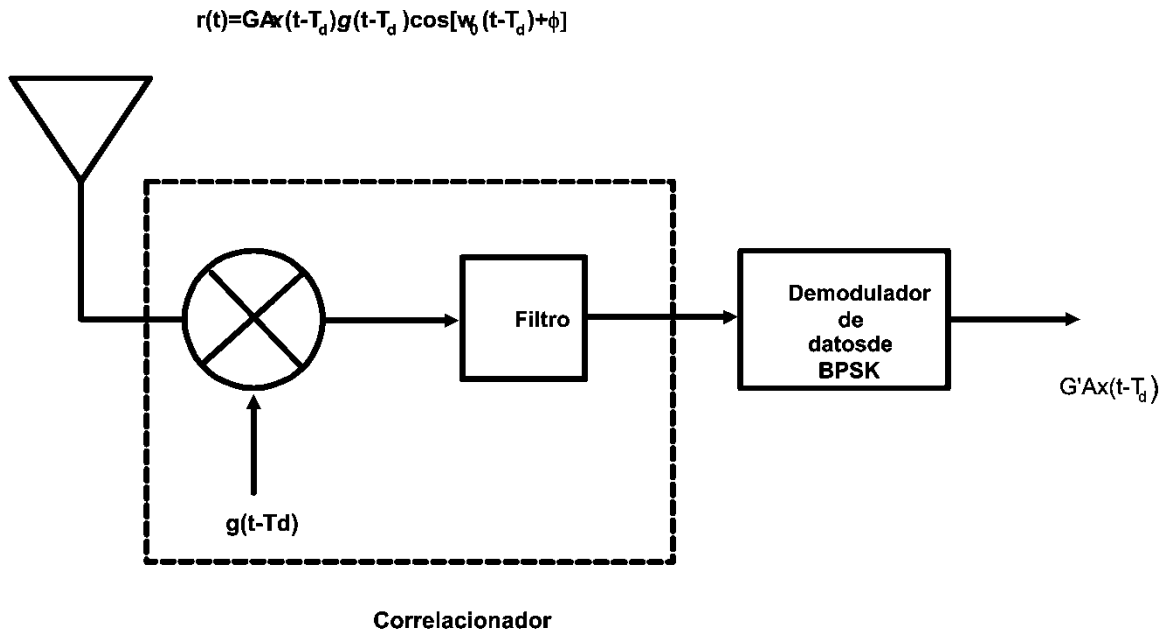 r(t)=GAx(t-T_d)g(t-T_d)cos[w_0(t-T_d)+ϕ]
Filtro
Demodulador
de
datosde
BPSK
G'Ax(t-T_d)
g(t-Td)
Correlacionador